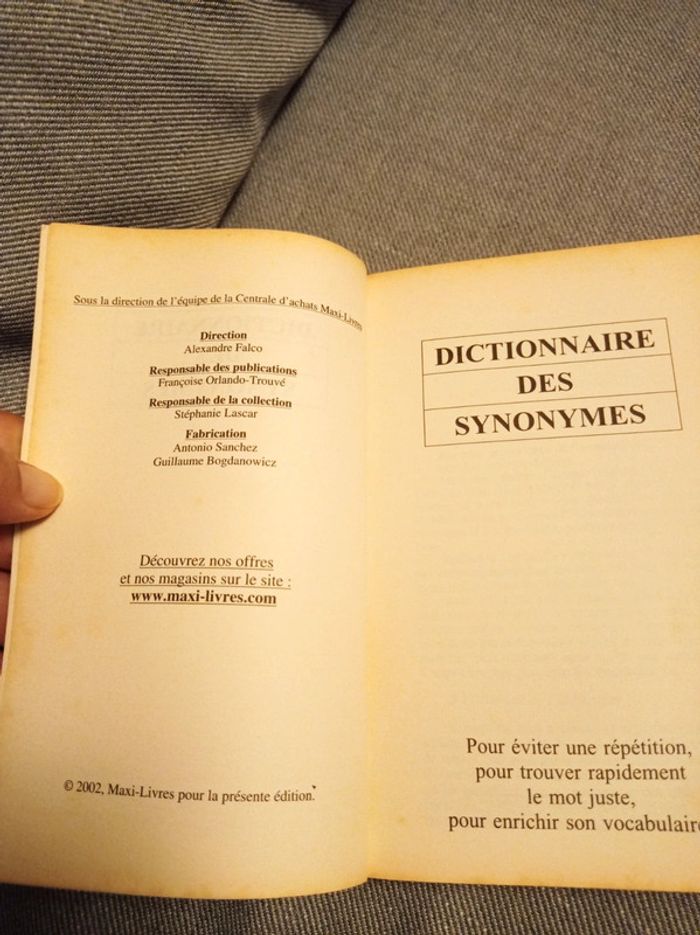 Sous la direction de l'équipe de la Centrale d'achats Maxi-Livres
Direction
Alexandre Falco
Responsable des publications
Françoise Orlando-Trouvé
Responsable de la collection
Stéphanie Lascar
Fabrication
Antonio Sanchez
Guillaume Bogdanowicz
Découvrez nos offres
et nos magasins sur le site :
www.maxi-livres.com
© 2002, Maxi-Livres pour la présente édition.
DICTIONNAIRE
DES
SYNONYMES
Pour éviter une répétition,
pour trouver rapidement
le mot juste,
pour enrichir son vocabulaire